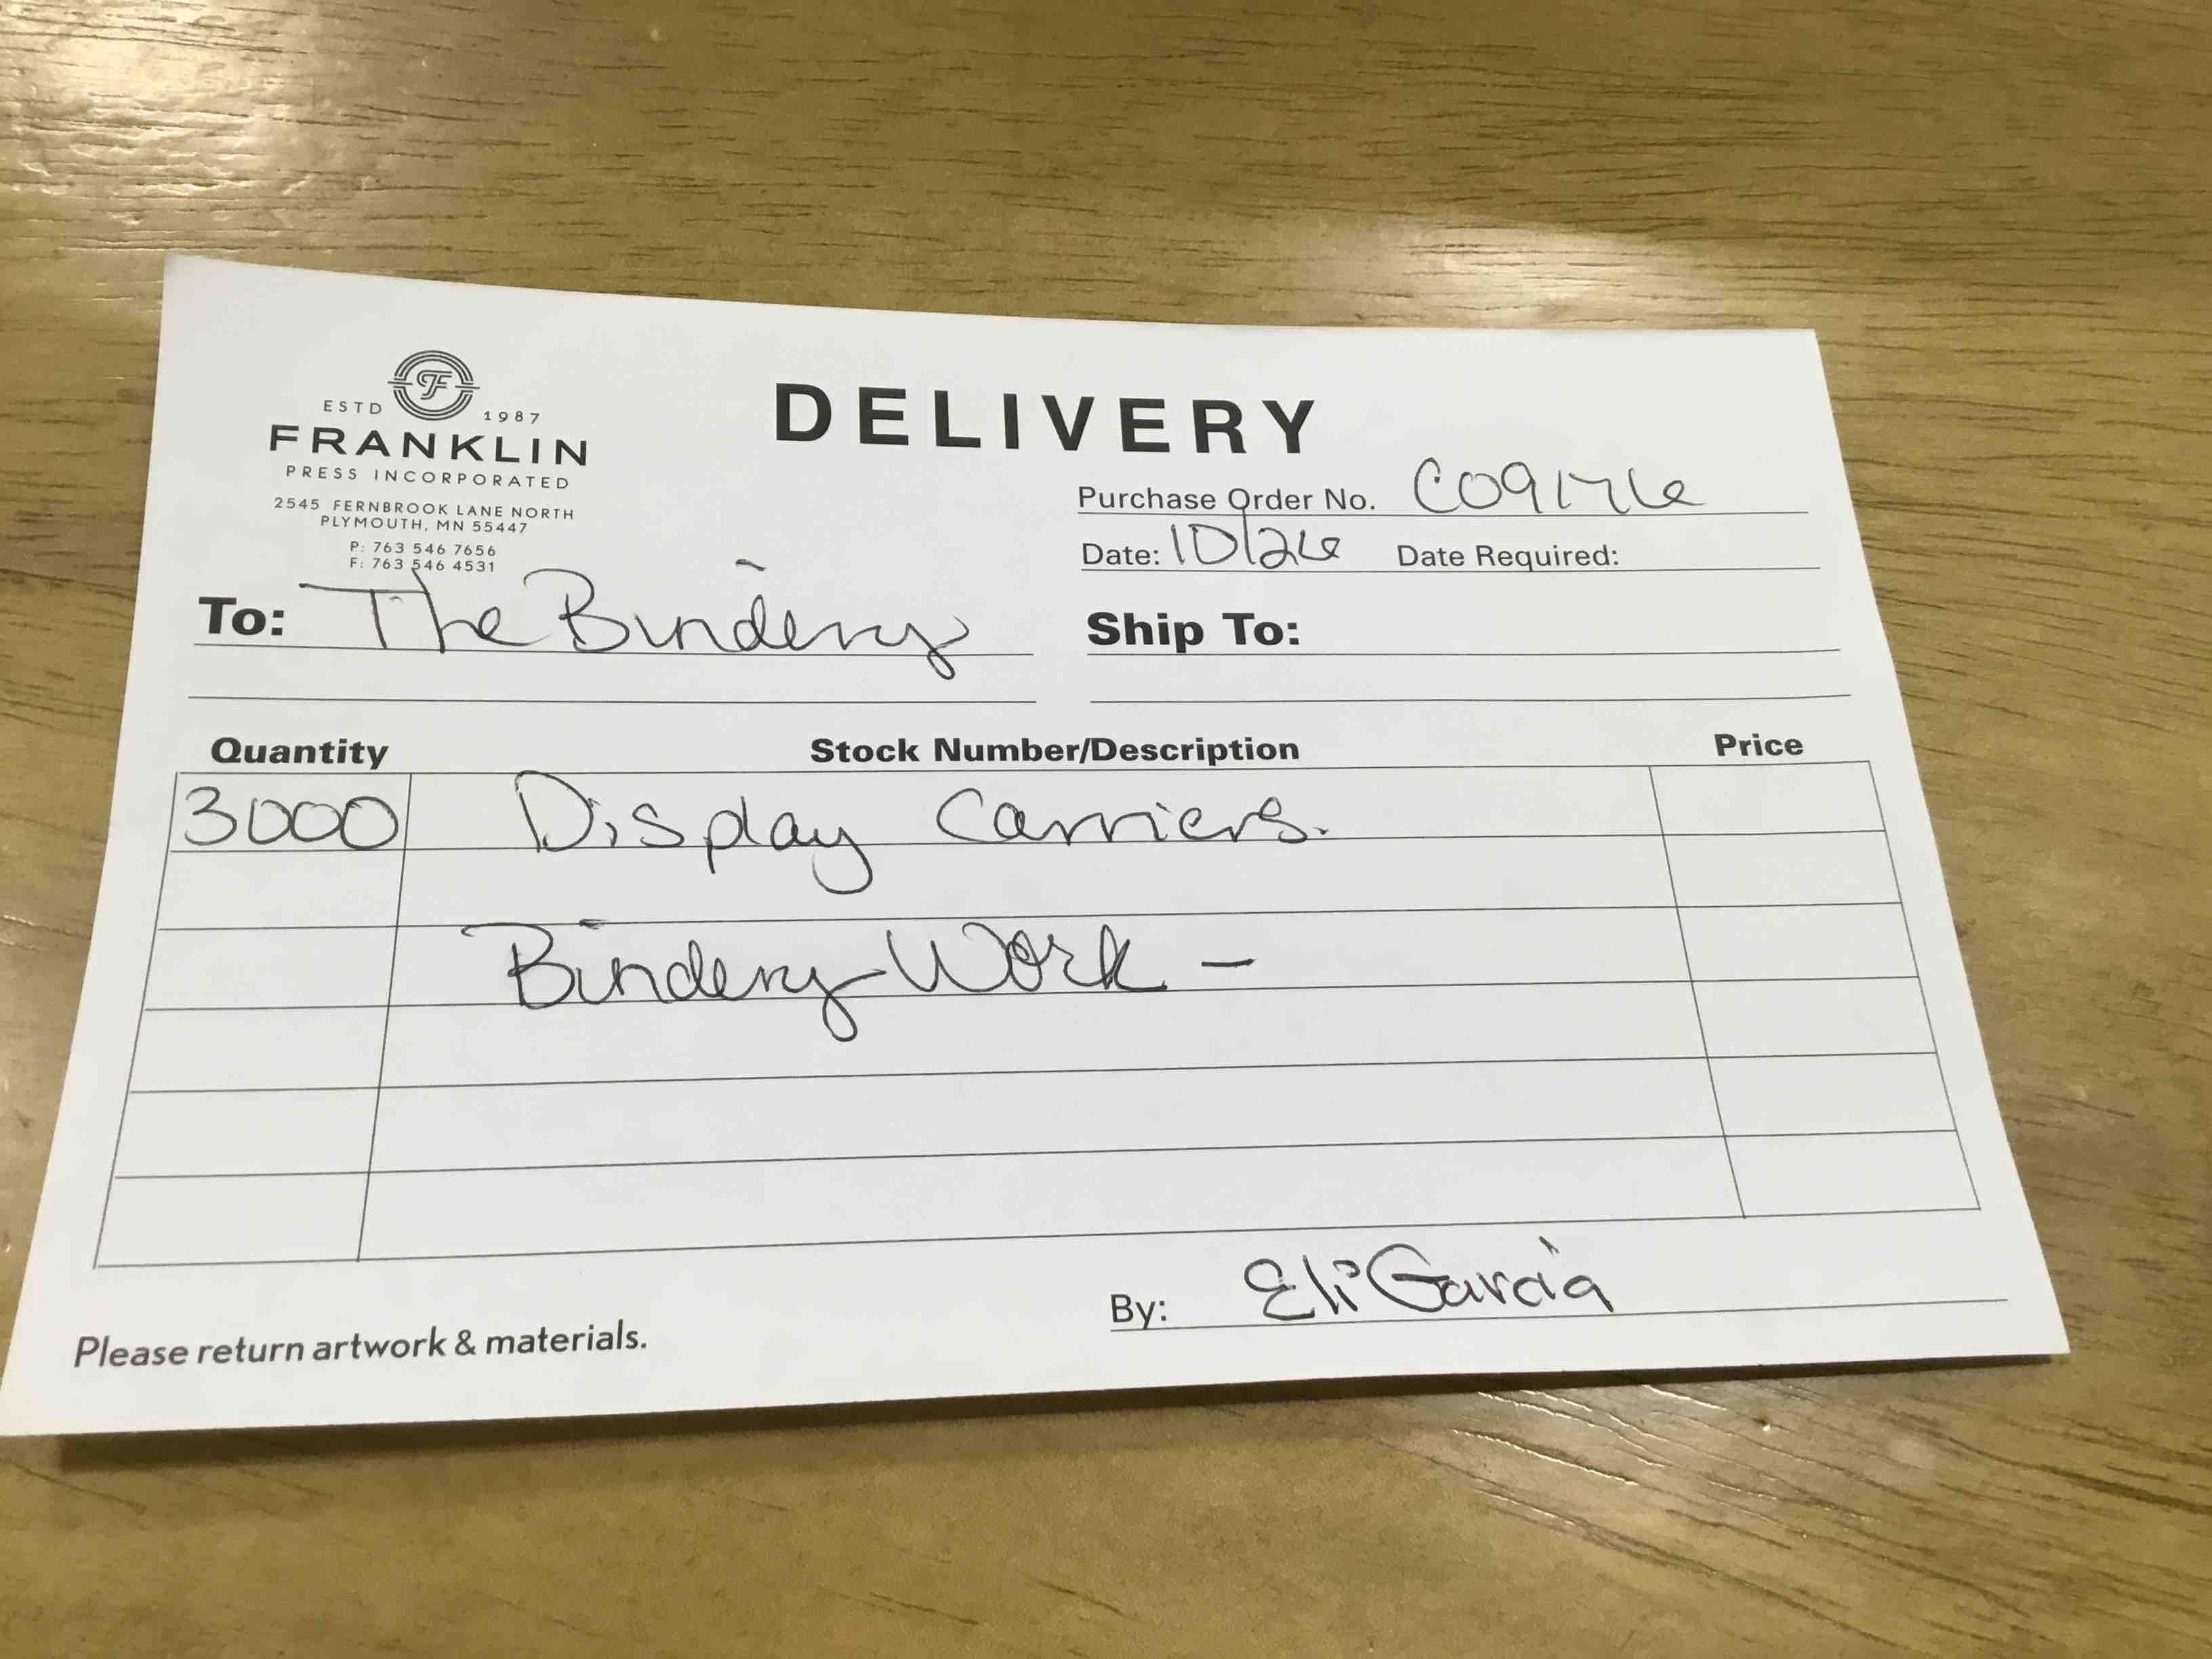 ESTD F 1987
FRANKLIN
PRESS INCORPORATED
2545 FERNBROOK LANE NORTH
PLYMOUTH, MN 55447
P: 763 546 7656
F: 763 546 4531
DELIVERY
Purchase Order No. C09176
Date: 10/26 Date Required:
To: The Bindery
Ship To:
Quantity Stock Number/Description Price
3000 Display Carriers.
Bindery Work -
Please return artwork & materials.
By: Eli Garcia